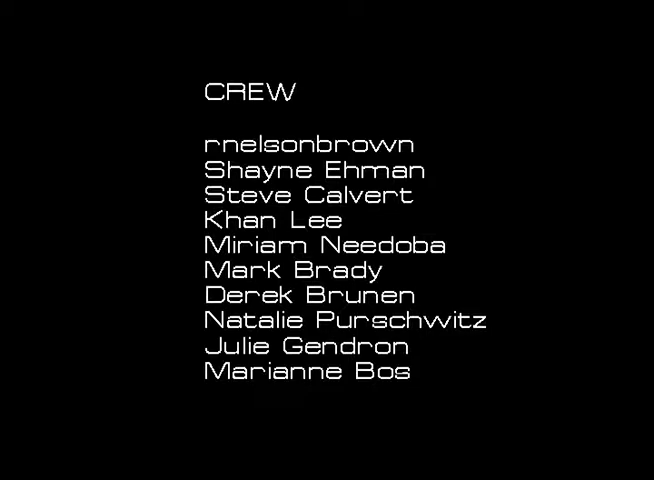 CREW
rnelsonbrown
Shayne Ehman
Steve Calvert
Khan Lee
Miriam Needoba
Mark Brady
Derek Brunen
Natalie Purschwitz
Julie Gendron
Marianne Bos